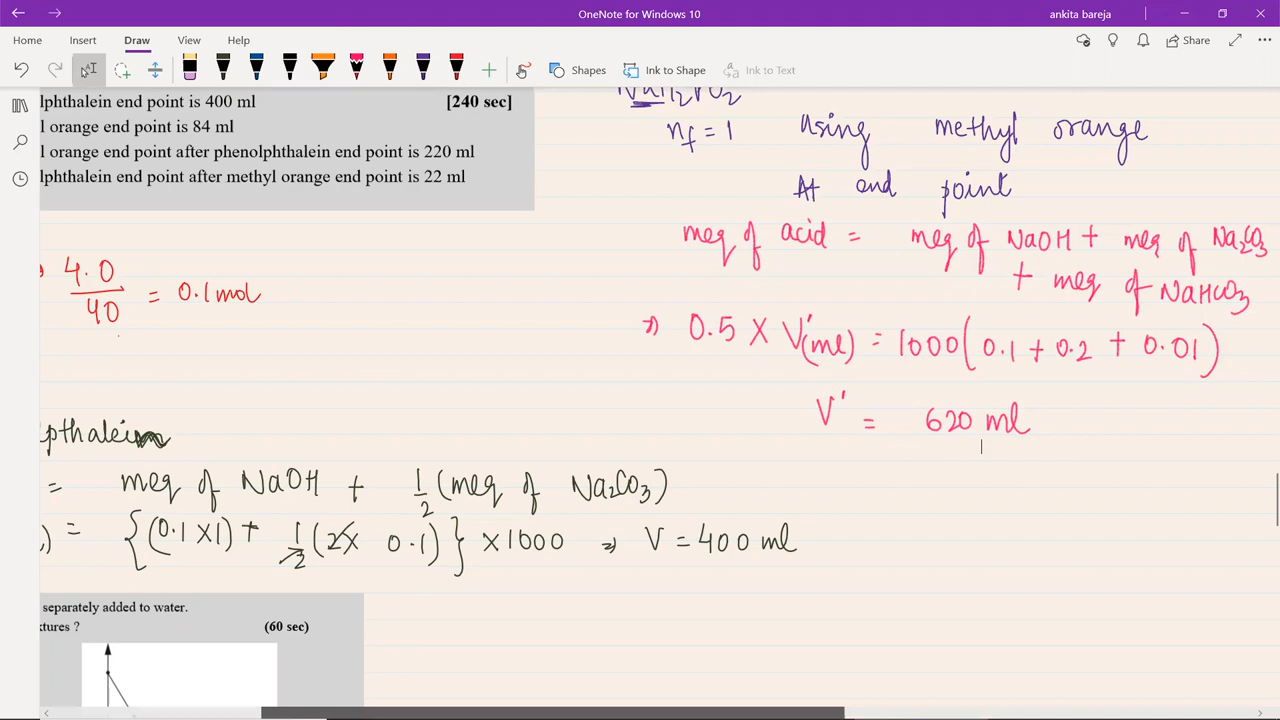 OneNote for Windows 10
ankita bareja
Home Insert Draw View Help
Share
Shapes
Ink to Shape
Ink to Text
lphthalein end point is 400 ml [240 sec]
l orange end point is 84 ml
l orange end point after phenolphthalein end point is 220 ml
lphthalein end point after methyl orange end point is 22 ml
nf = 1 Using methyl orange
At end point
meq of acid = meq of NaOH + meq of Na2CO3
+ meq of NaHCO3
4.0
40
= 0.1 mol
⇒ 0.5 X V'(ml) = 1000(0.1 + 0.2 + 0.01)
V' = 620 ml
= meq of NaOH + 1/2 (meq of Na2CO3)
= {(0.1 X 1) + 1/2 (2 X 0.1)} X 1000 ⇒ V = 400 ml
separately added to water.
xtures ? (60 sec)